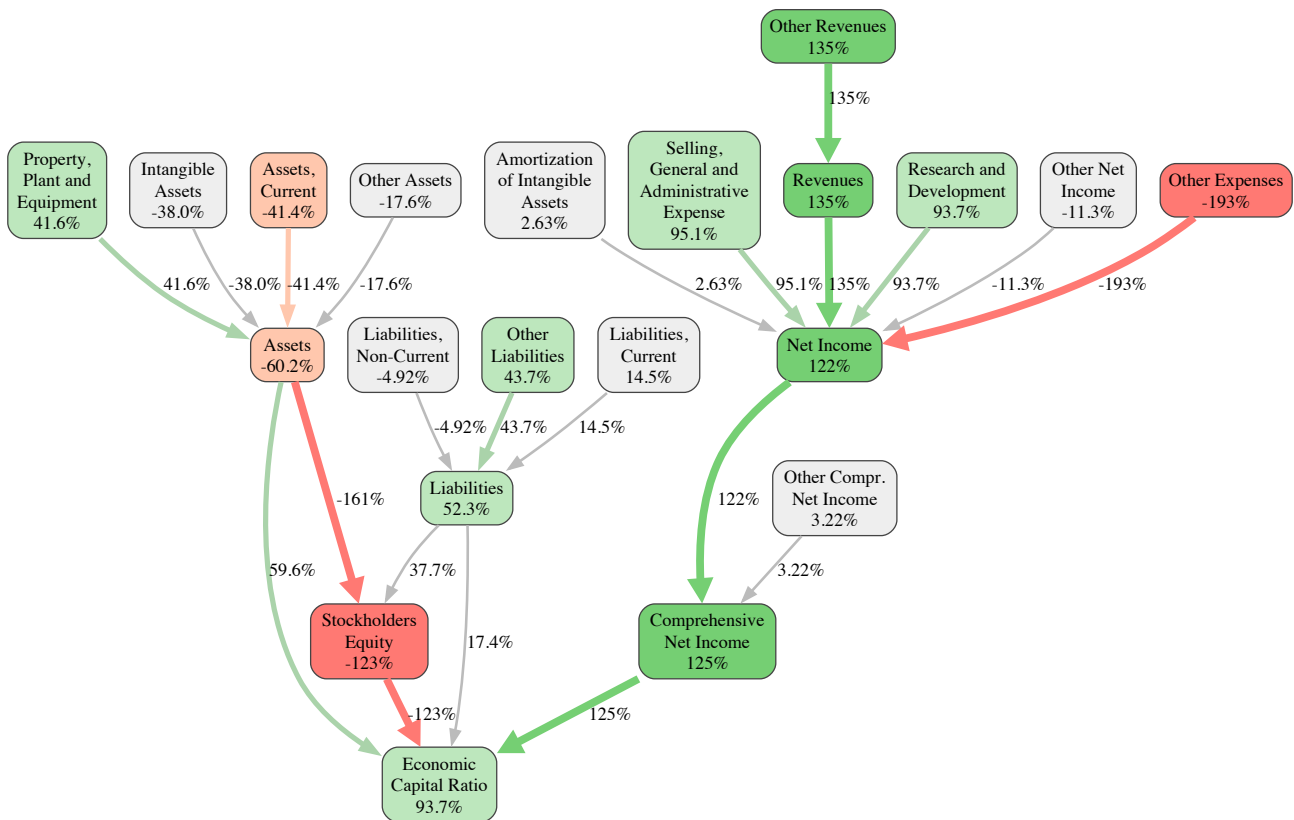 Other Revenues
135%
135%
Property,
Plant and
Equipment
41.6%
Intangible
Assets
-38.0%
Assets,
Current
-41.4%
Other Assets
-17.6%
Amortization
of Intangible
Assets
2.63%
Selling,
General and
Administrative
Expense
95.1%
Revenues
135%
Research and
Development
93.7%
Other Net
Income
-11.3%
Other Expenses
-193%
41.6%
-38.0%
-41.4%
-17.6%
2.63%
95.1%
135%
93.7%
-11.3%
-193%
Assets
-60.2%
Liabilities,
Non-Current
-4.92%
Other
Liabilities
43.7%
Liabilities,
Current
14.5%
Net Income
122%
-4.92%
43.7%
14.5%
Liabilities
52.3%
Other Compr.
Net Income
3.22%
-161%
122%
59.6%
37.7%
3.22%
Stockholders
Equity
-123%
17.4%
Comprehensive
Net Income
125%
-123%
125%
Economic
Capital Ratio
93.7%